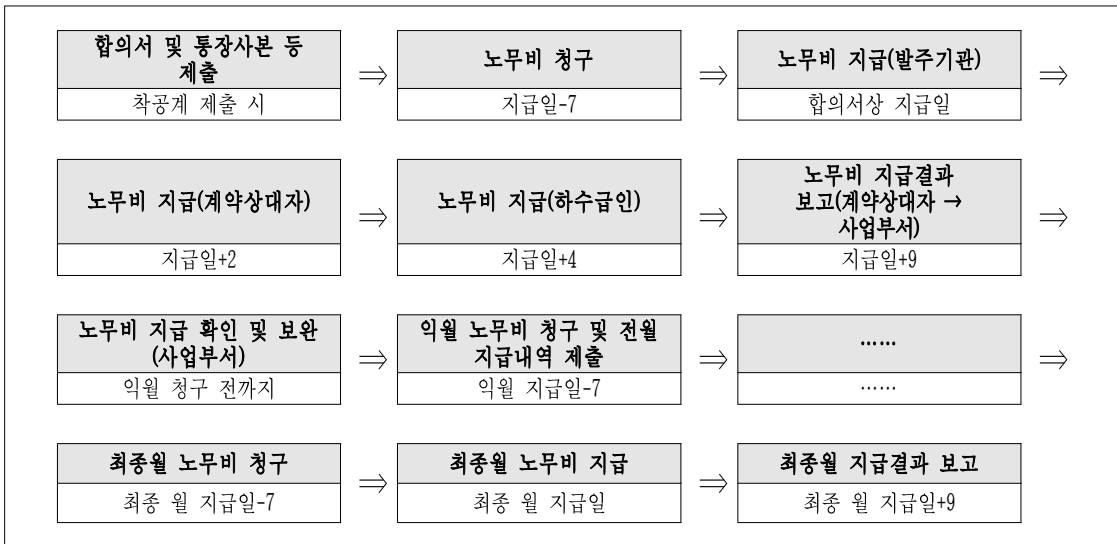 합의서 및 통장사본 등
제출
착공계 제출 시
⇒
노무비 청구
지급일-7
⇒
노무비 지급(발주기관)
합의서상 지급일
⇒
노무비 지급(계약상대자)
지급일+2
⇒
노무비 지급(하수급인)
지급일+4
⇒
노무비 지급결과
보고(계약상대자 →
사업부서)
지급일+9
⇒
노무비 지급 확인 및 보완
(사업부서)
익월 청구 전까지
⇒
익월 노무비 청구 및 전월
지급내역 제출
익월 지급일-7
⇒
……
……
⇒
최종월 노무비 청구
최종 월 지급일-7
⇒
최종월 노무비 지급
최종 월 지급일
⇒
최종월 지급결과 보고
최종 월 지급일+9